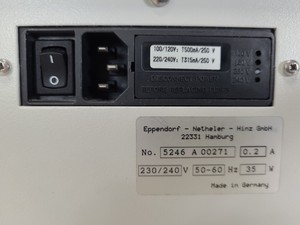 100/120V: T500mA/250 V
220/240V: T315mA/250 V
Eppendorf - Netheler - Hinz GmbH
22331 Hamburg
No. 5246 A 00271 0.2 A
230/240 V 50-60 Hz 35 W
Made in Germany